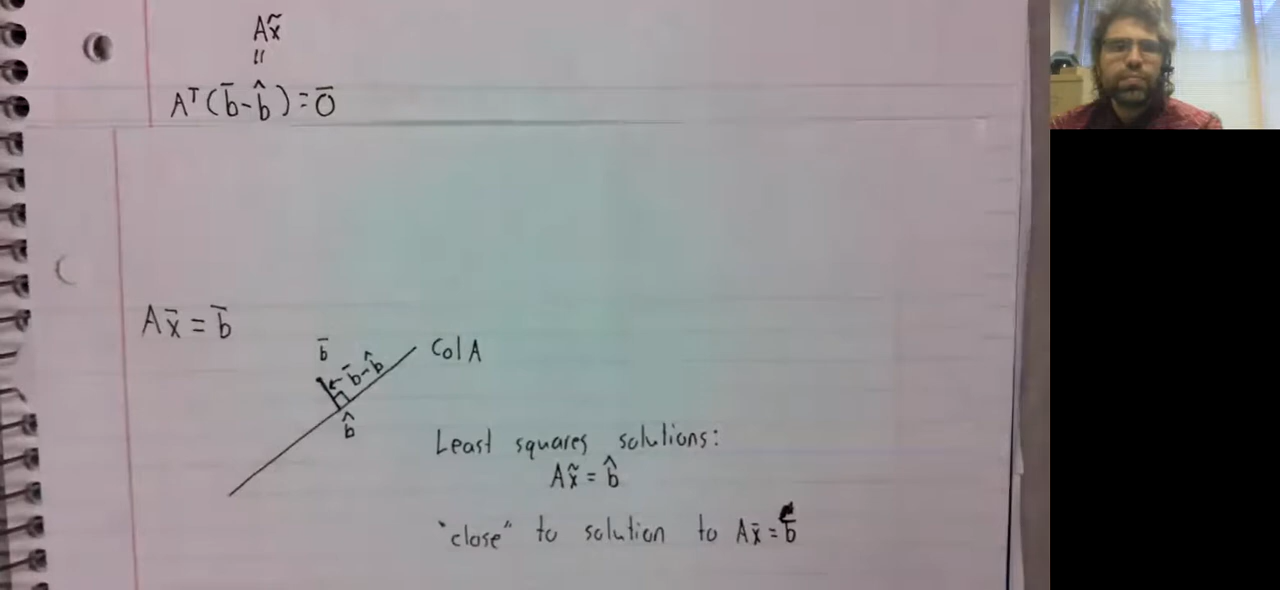 Ax̃
=
Aᵀ(b̄-b̂)=0̄
Ax̄ = b̄
b̄
Col A
b̄-b̂
b̂
Least squares solutions:
Ax̃ = b̂
"close" to solution to Ax̄=b̄